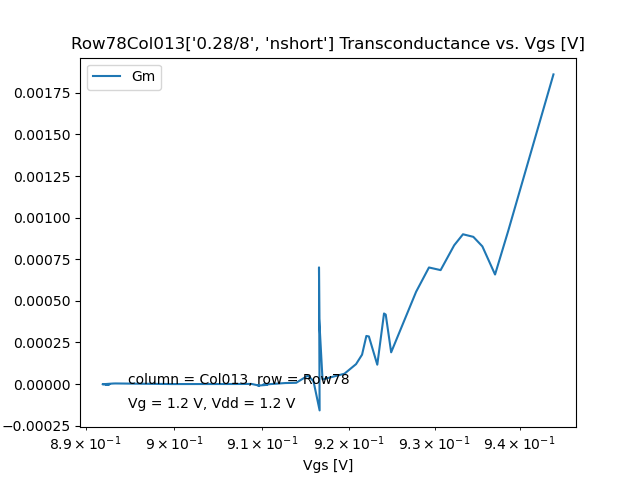 Row78Col013['0.28/8', 'nshort'] Transconductance vs. Vgs [V]
Gm
0.00175
0.00150
0.00125
0.00100
0.00075
0.00050
0.00025
0.00000
−0.00025
column = Col013, row = Row78
Vg = 1.2 V, Vdd = 1.2 V
8.9 × 10⁻¹ 9 × 10⁻¹ 9.1 × 10⁻¹ 9.2 × 10⁻¹ 9.3 × 10⁻¹ 9.4 × 10⁻¹
Vgs [V]